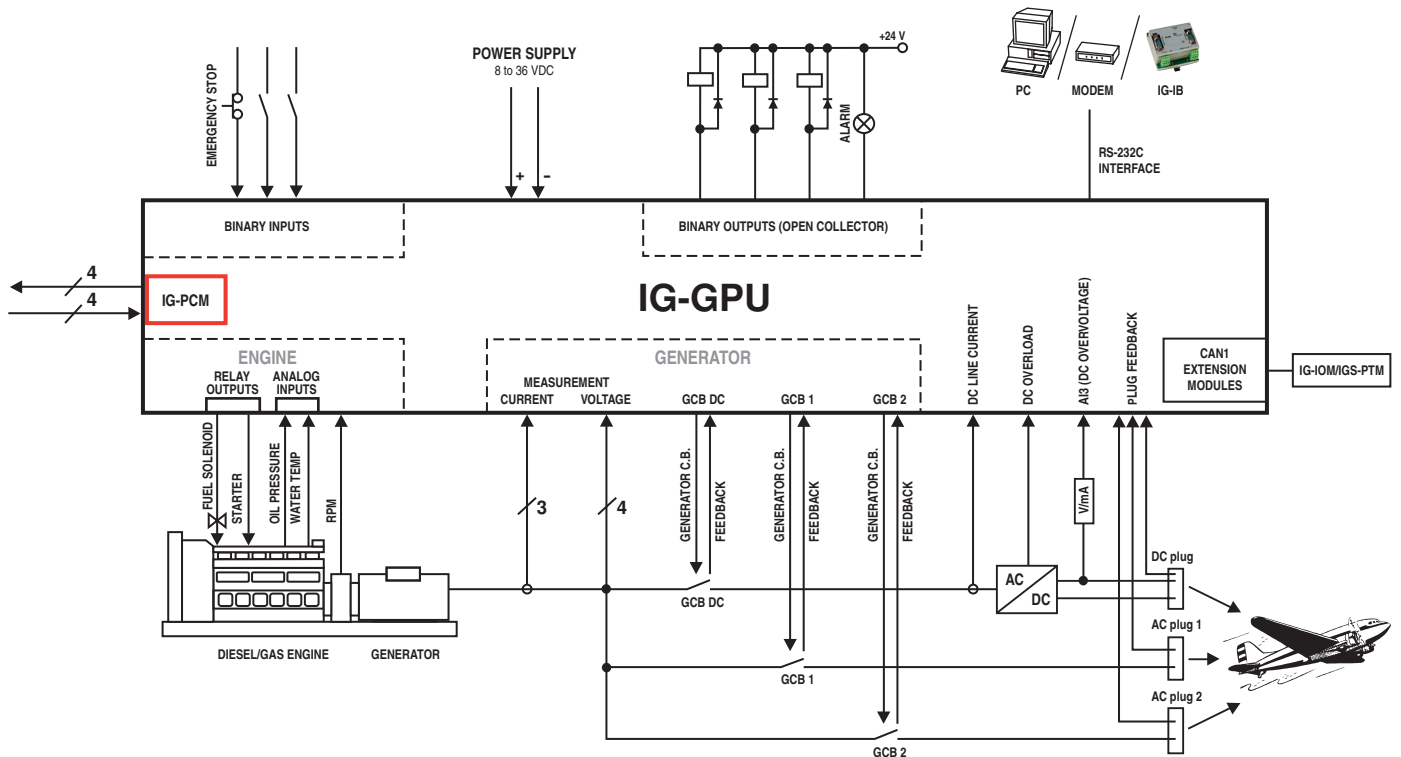 EMERGENCY STOP
POWER SUPPLY
8 to 36 VDC
+
-
+24 V
ALARM
PC
MODEM
IG-IB
RS-232C
INTERFACE
BINARY INPUTS
BINARY OUTPUTS (OPEN COLLECTOR)
4
4
IG-PCM
IG-GPU
ENGINE
RELAY
OUTPUTS
ANALOG
INPUTS
GENERATOR
MEASUREMENT
CURRENT
VOLTAGE
GCB DC
GCB 1
GCB 2
DC LINE CURRENT
DC OVERLOAD
AI3 (DC OVERVOLTAGE)
PLUG FEEDBACK
CAN1
EXTENSION
MODULES
IG-IOM/IGS-PTM
FUEL SOLENOID
STARTER
OIL PRESSURE
WATER TEMP
RPM
3
4
GENERATOR C.B.
FEEDBACK
GENERATOR C.B.
FEEDBACK
GENERATOR C.B.
FEEDBACK
V/mA
AC
DC
DC plug
GCB DC
AC plug 1
GCB 1
AC plug 2
GCB 2
DIESEL/GAS ENGINE
GENERATOR